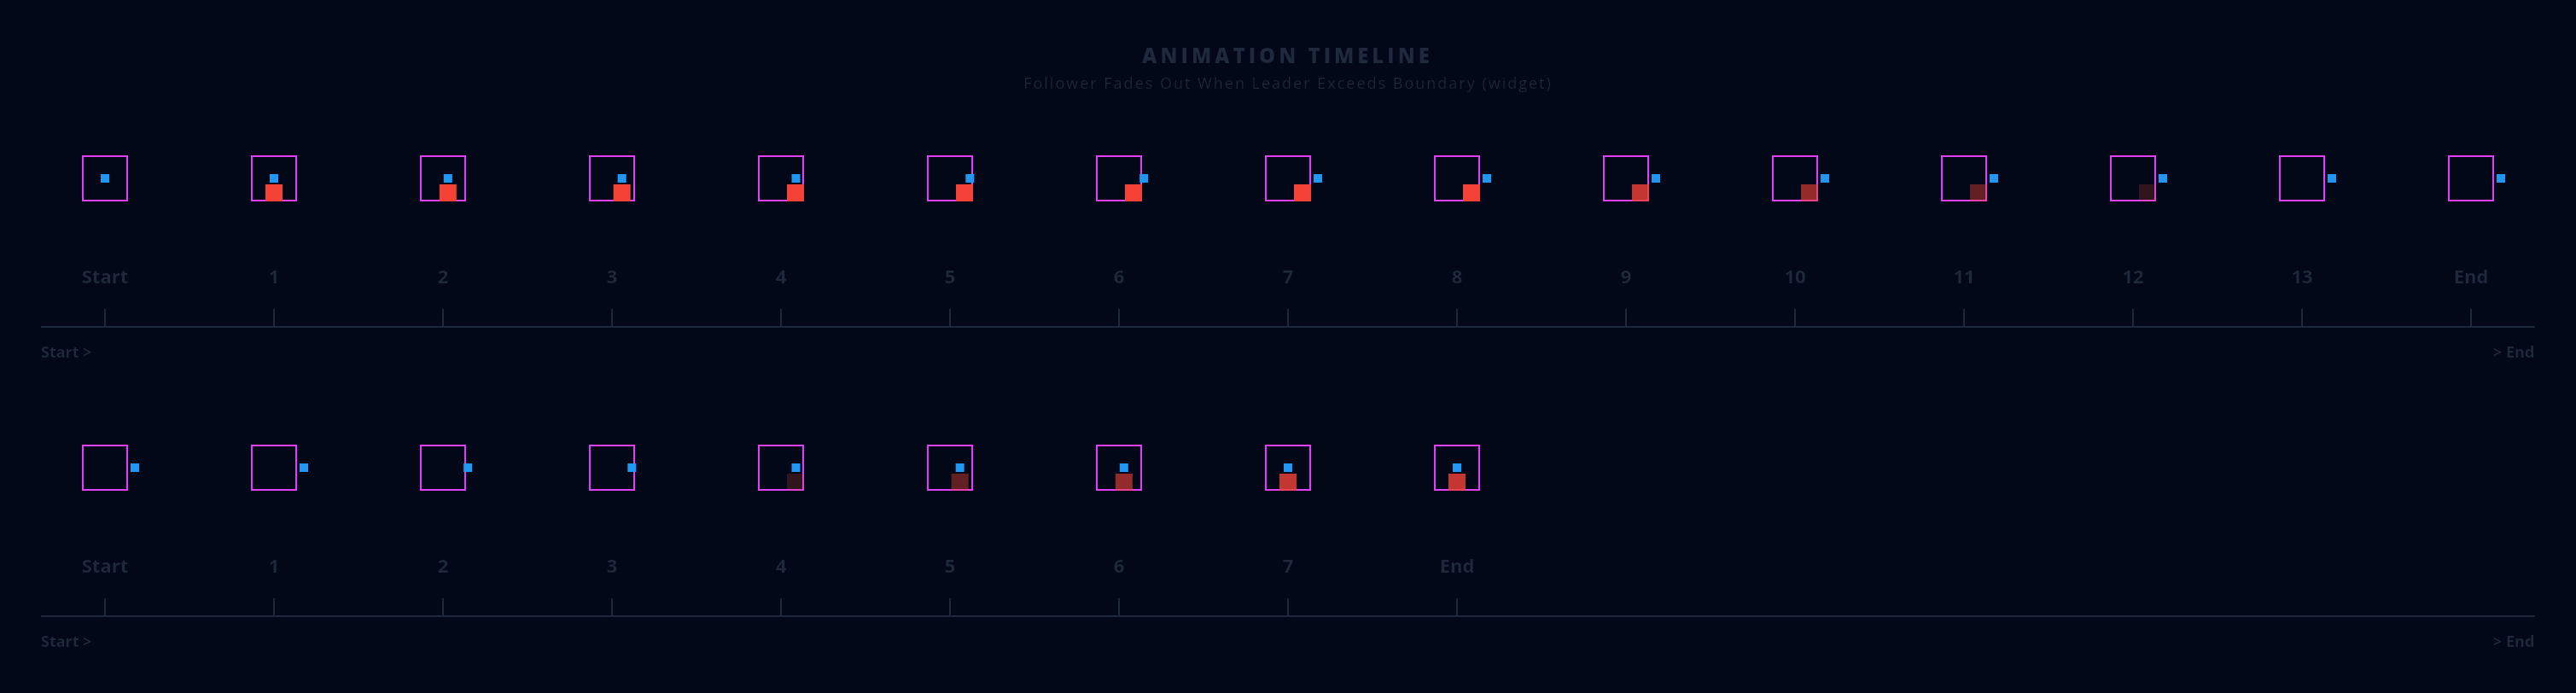 ANIMATION TIMELINE
Follower Fades Out When Leader Exceeds Boundary (widget)
Start 1 2 3 4 5 6 7 8 9 10 11 12 13 End
Start > > End
Start 1 2 3 4 5 6 7 End
Start > > End